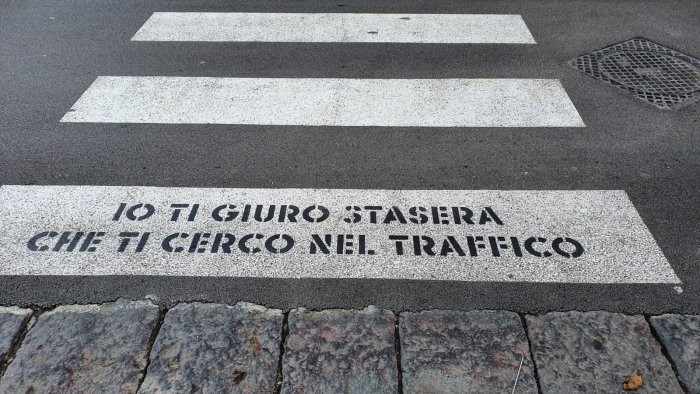 IO TI GIURO STASERA
CHE TI CERCO NEL TRAFFICO